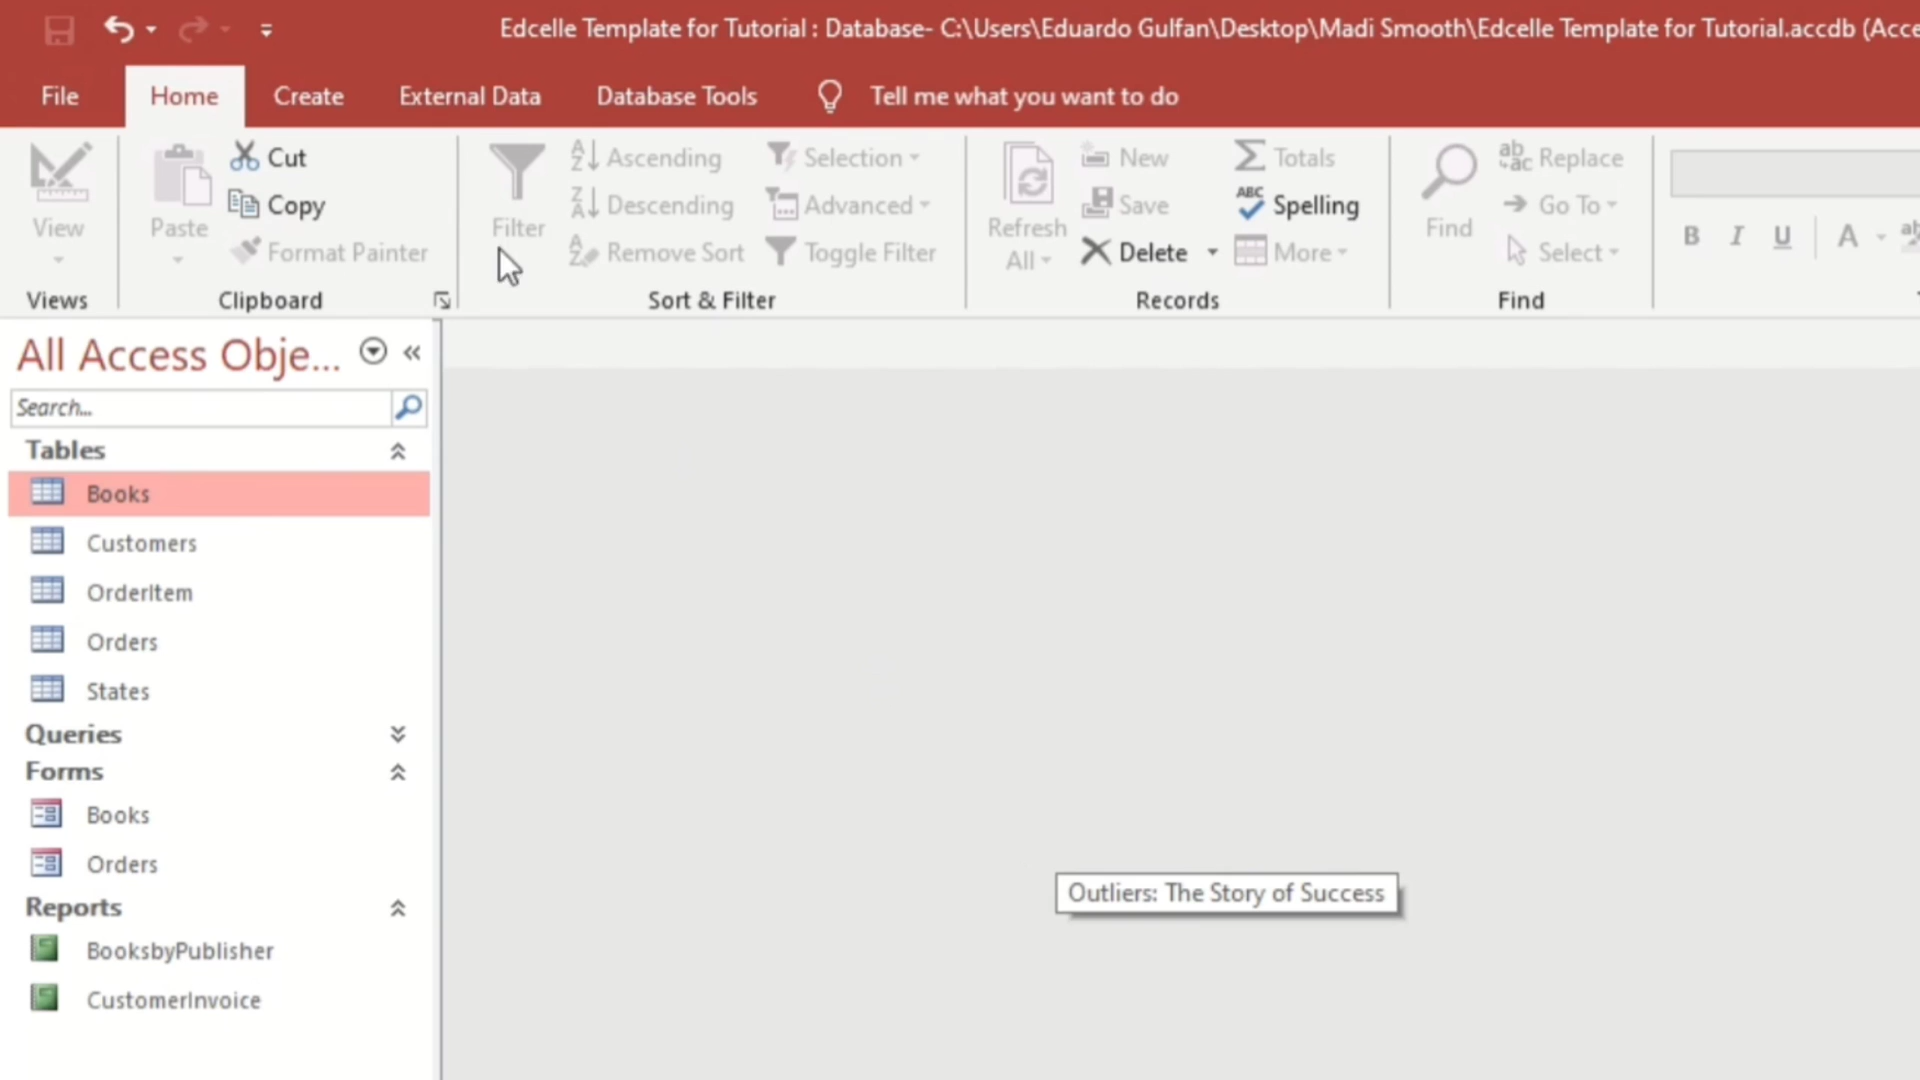 Edcelle Template for Tutorial : Database- C:\Users\Eduardo Gulfan\Desktop\Madi Smooth\Edcelle Template for Tutorial.accdb (Acce
File Home Create External Data Database Tools Tell me what you want to do
View
Views
Paste
Cut
Copy
Format Painter
Clipboard
Filter
Ascending
Descending
Remove Sort
Selection
Advanced
Toggle Filter
Sort & Filter
Refresh
All
New
Save
Delete
Totals
Spelling
More
Records
Find
Replace
Go To
Select
Find
B I U A
All Access Obje...
Search...
Tables
Books
Customers
OrderItem
Orders
States
Queries
Forms
Books
Orders
Reports
BooksbyPublisher
CustomerInvoice
Outliers: The Story of Success